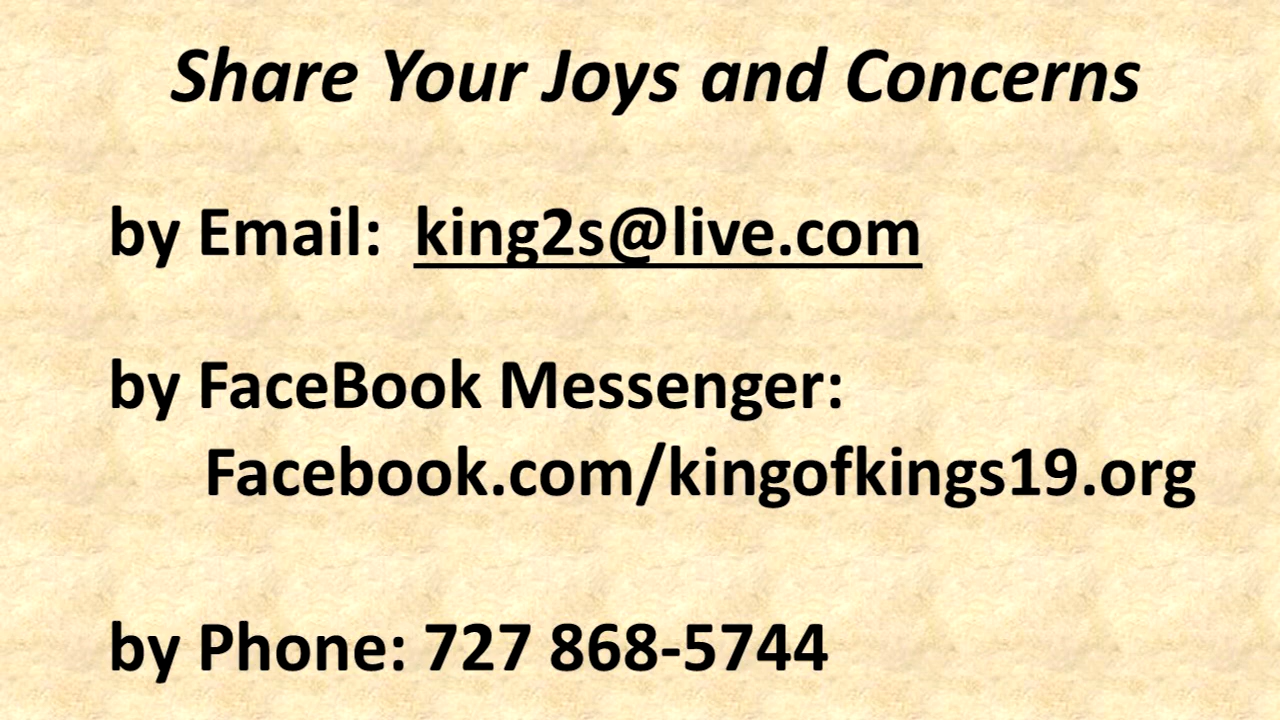 Share Your Joys and Concerns
by Email: king2s@live.com
by FaceBook Messenger:
Facebook.com/kingofkings19.org
by Phone: 727 868-5744